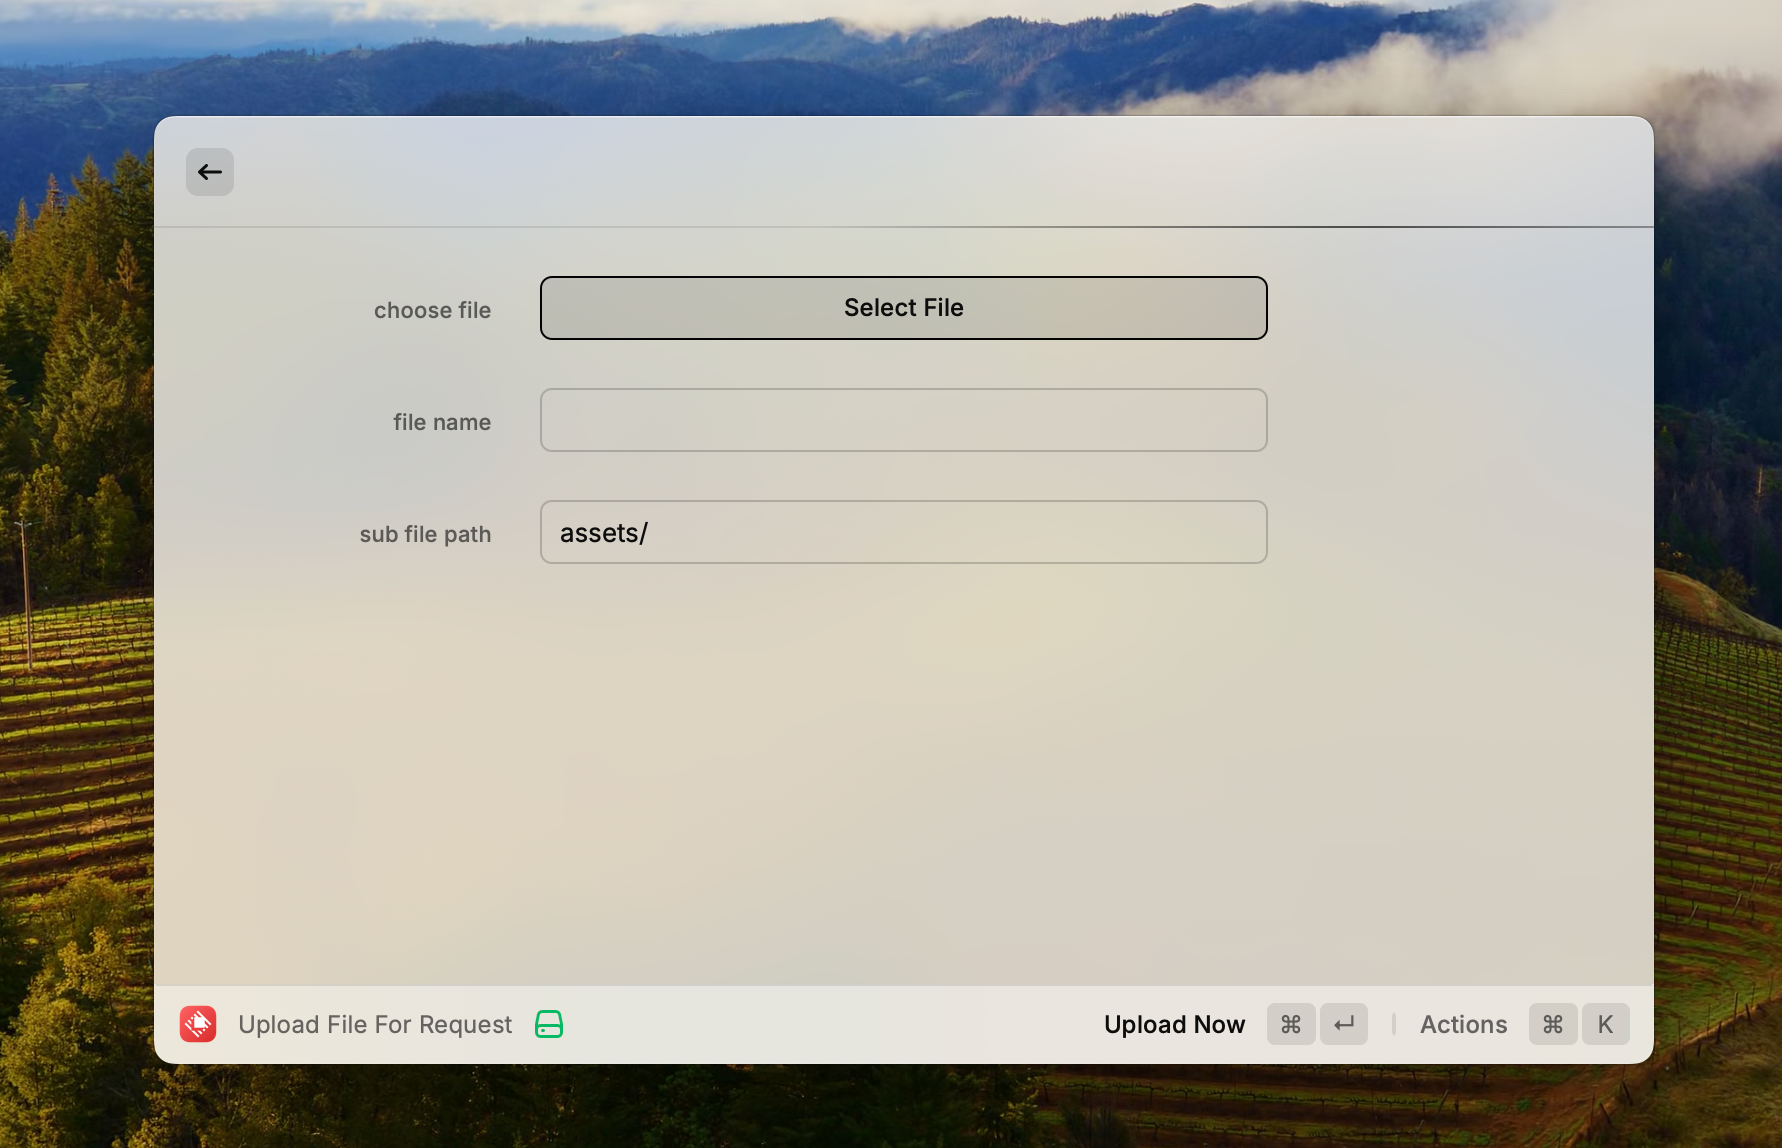 choose file
Select File
file name
sub file path
assets/
Upload File For Request
Upload Now ⌘ ↵
Actions ⌘ K